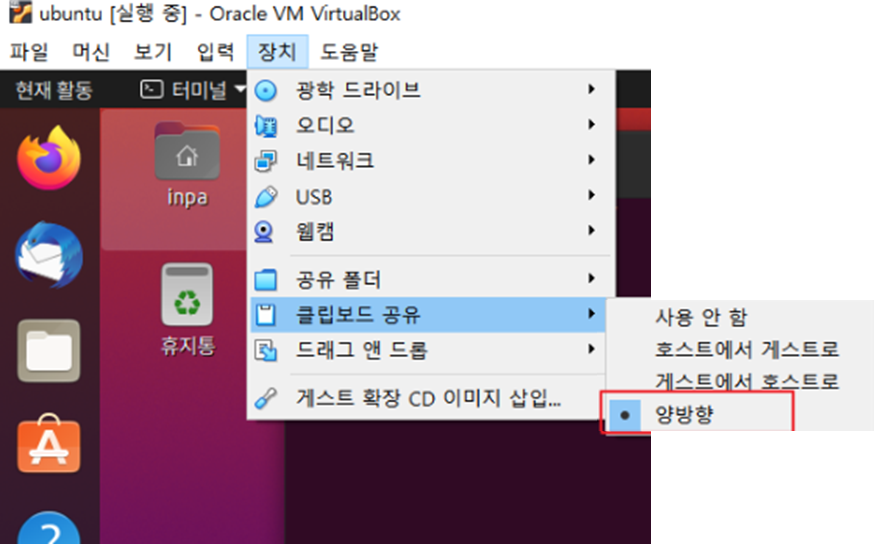 ubuntu [실행 중] - Oracle VM VirtualBox
파일 머신 보기 입력 장치 도움말
현재 활동 터미널
광학 드라이브
오디오
네트워크
USB
웹캠
공유 폴더
클립보드 공유
드래그 앤 드롭
게스트 확장 CD 이미지 삽입...
사용 안 함
호스트에서 게스트로
게스트에서 호스트로
양방향
inpa
휴지통